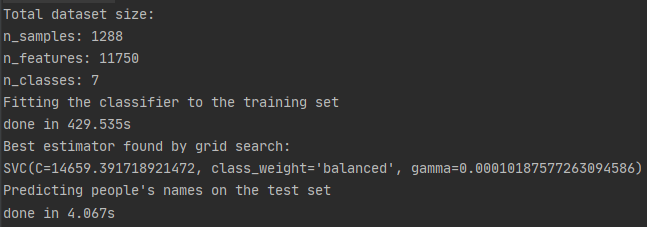 Total dataset size:
n_samples: 1288
n_features: 11750
n_classes: 7
Fitting the classifier to the training set
done in 429.535s
Best estimator found by grid search:
SVC(C=14659.391718921472, class_weight='balanced', gamma=0.00010187577263094586)
Predicting people's names on the test set
done in 4.067s